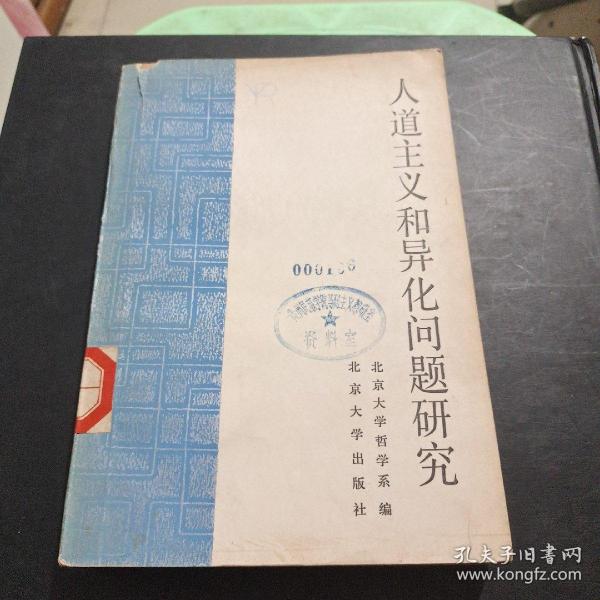 人道主义和异化问题研究
北京大学哲学系 编
北京大学出版社
资料室
孔夫子旧书网
www.kongfz.com